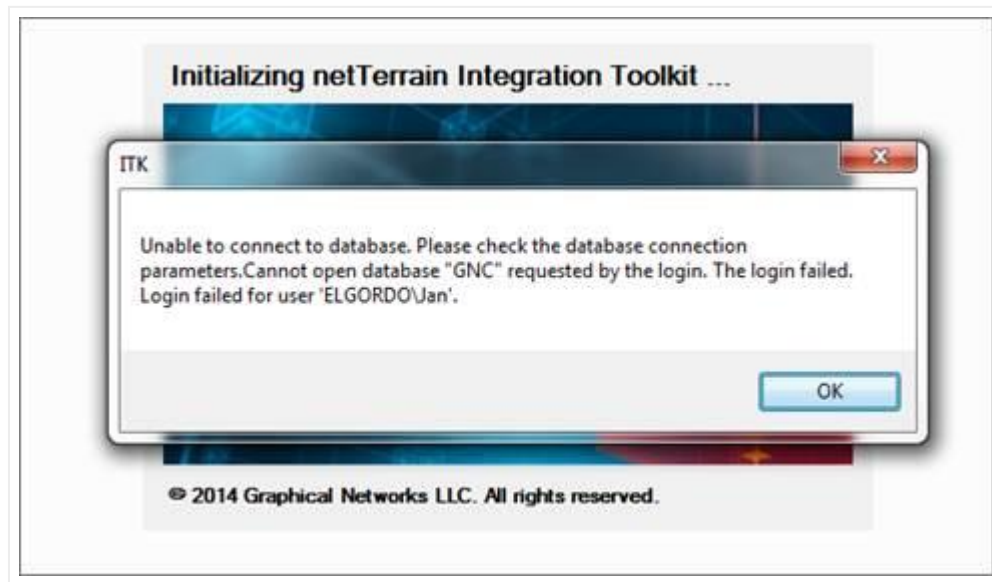 Initializing netTerrain Integration Toolkit ...
ITK
Unable to connect to database. Please check the database connection
parameters.Cannot open database "GNC" requested by the login. The login failed.
Login failed for user 'ELGORDO\Jan'.
OK
© 2014 Graphical Networks LLC. All rights reserved.